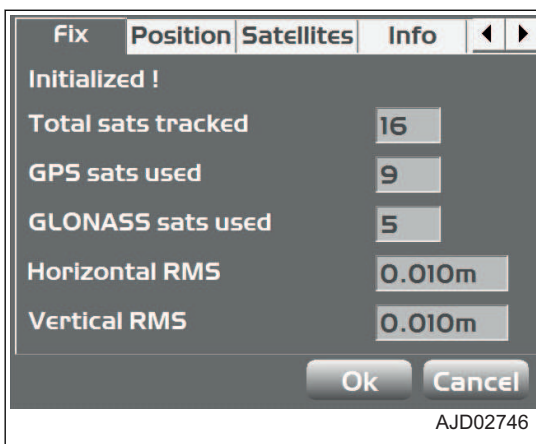 Fix Position Satellites Info
Initialized !
Total sats tracked 16
GPS sats used 9
GLONASS sats used 5
Horizontal RMS 0.010m
Vertical RMS 0.010m
Ok Cancel
AJD02746